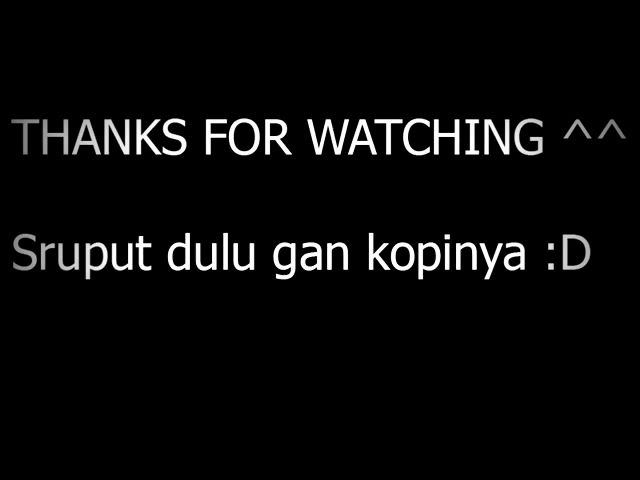 THANKS FOR WATCHING ^^
Sruput dulu gan kopinya :D